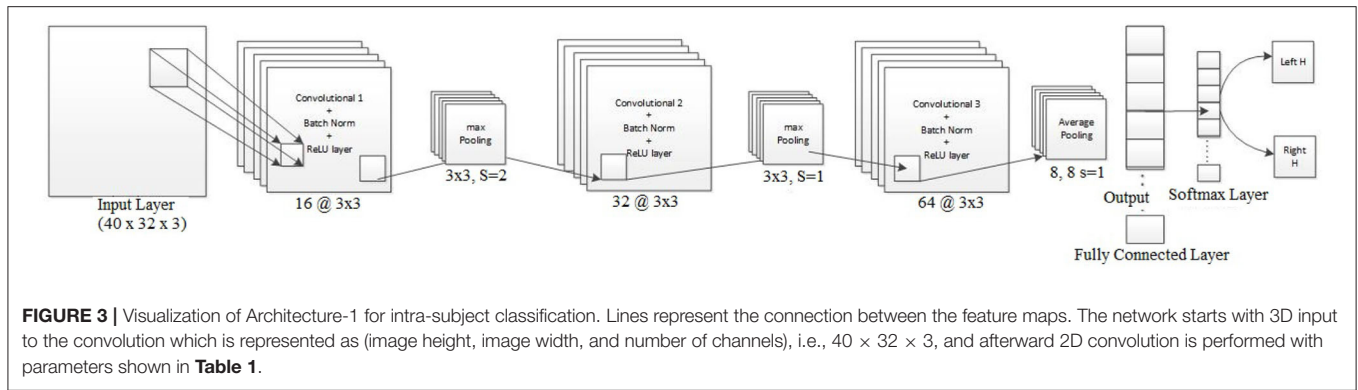 Input Layer
(40 x 32 x 3)
Convolutional 1
+
Batch Norm
+
ReLU layer
16 @ 3x3
max
Pooling
3x3, S=2
Convolutional 2
+
Batch Norm
+
ReLU layer
32 @ 3x3
max
Pooling
3x3, S=1
Convolutional 3
+
Batch Norm
+
ReLU layer
64 @ 3x3
Average
Pooling
8, 8 s=1
Output
Fully Connected Layer
Softmax Layer
Left H
Right
H
FIGURE 3 | Visualization of Architecture-1 for intra-subject classification. Lines represent the connection between the feature maps. The network starts with 3D input
to the convolution which is represented as (image height, image width, and number of channels), i.e., 40 × 32 × 3, and afterward 2D convolution is performed with
parameters shown in Table 1.